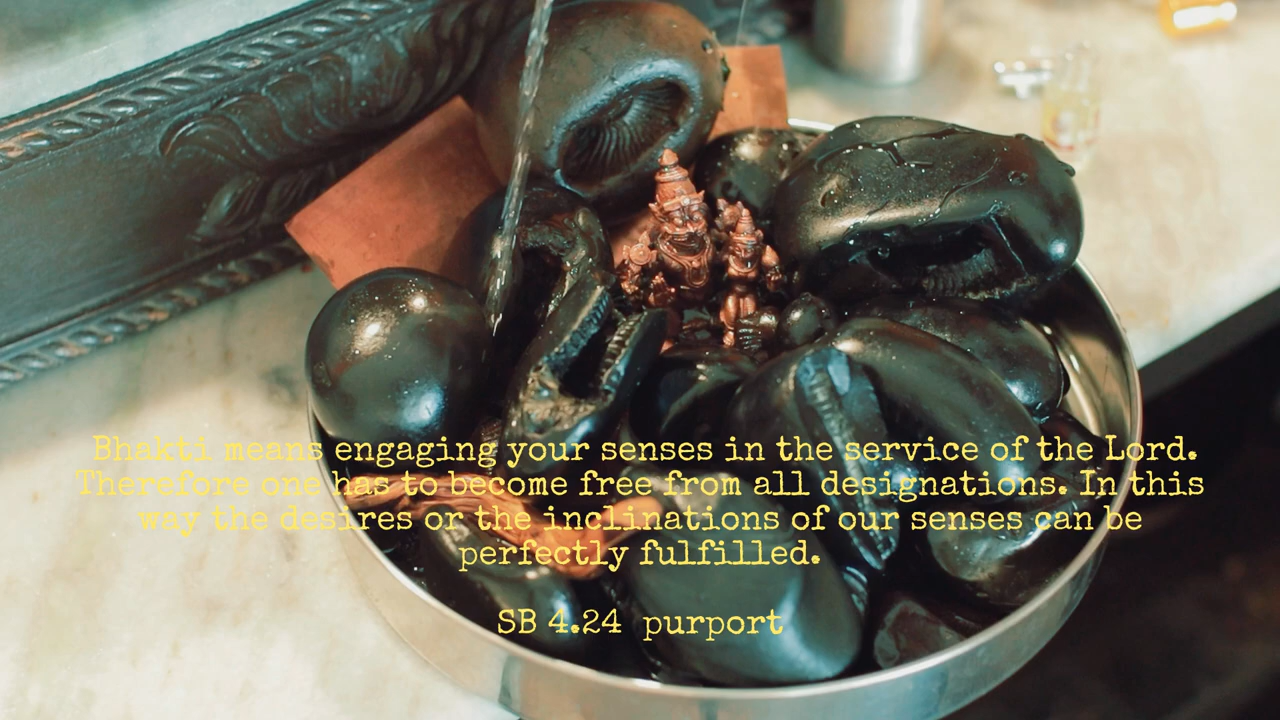 Bhakti means engaging your senses in the service of the Lord.
Therefore one has to become free from all designations. In this
way the desires or the inclinations of our senses can be
perfectly fulfilled.
SB 4.24 purport